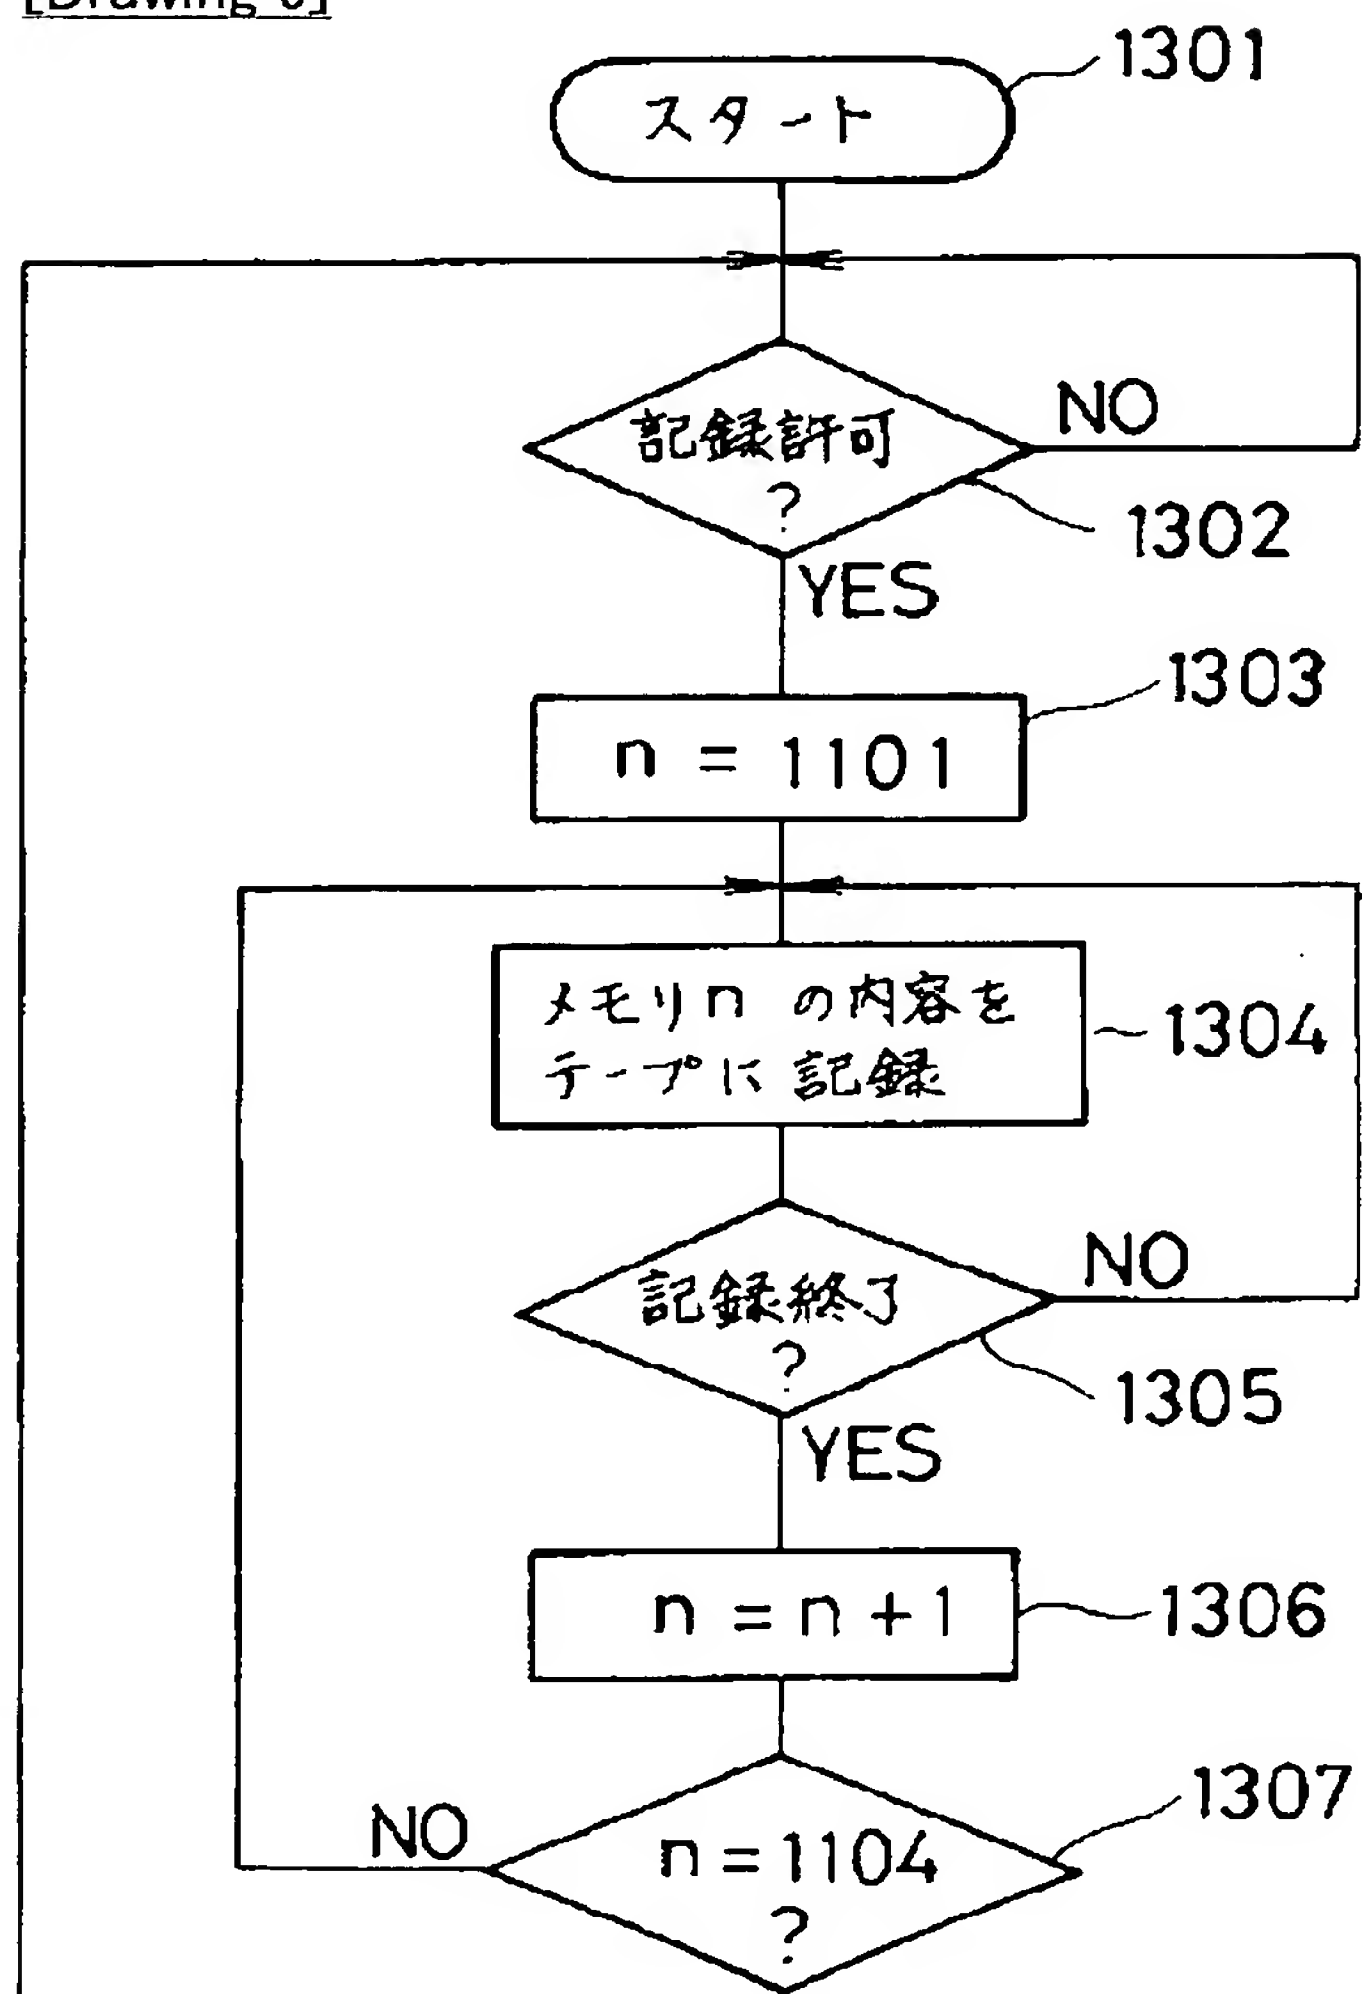 1301
スタート
記録許可
?
NO
1302
YES
1303
n = 1101
メモリn の内容を
テープに記録
1304
記録終了
?
NO
1305
YES
n = n + 1
1306
1307
NO
n = 1104
?